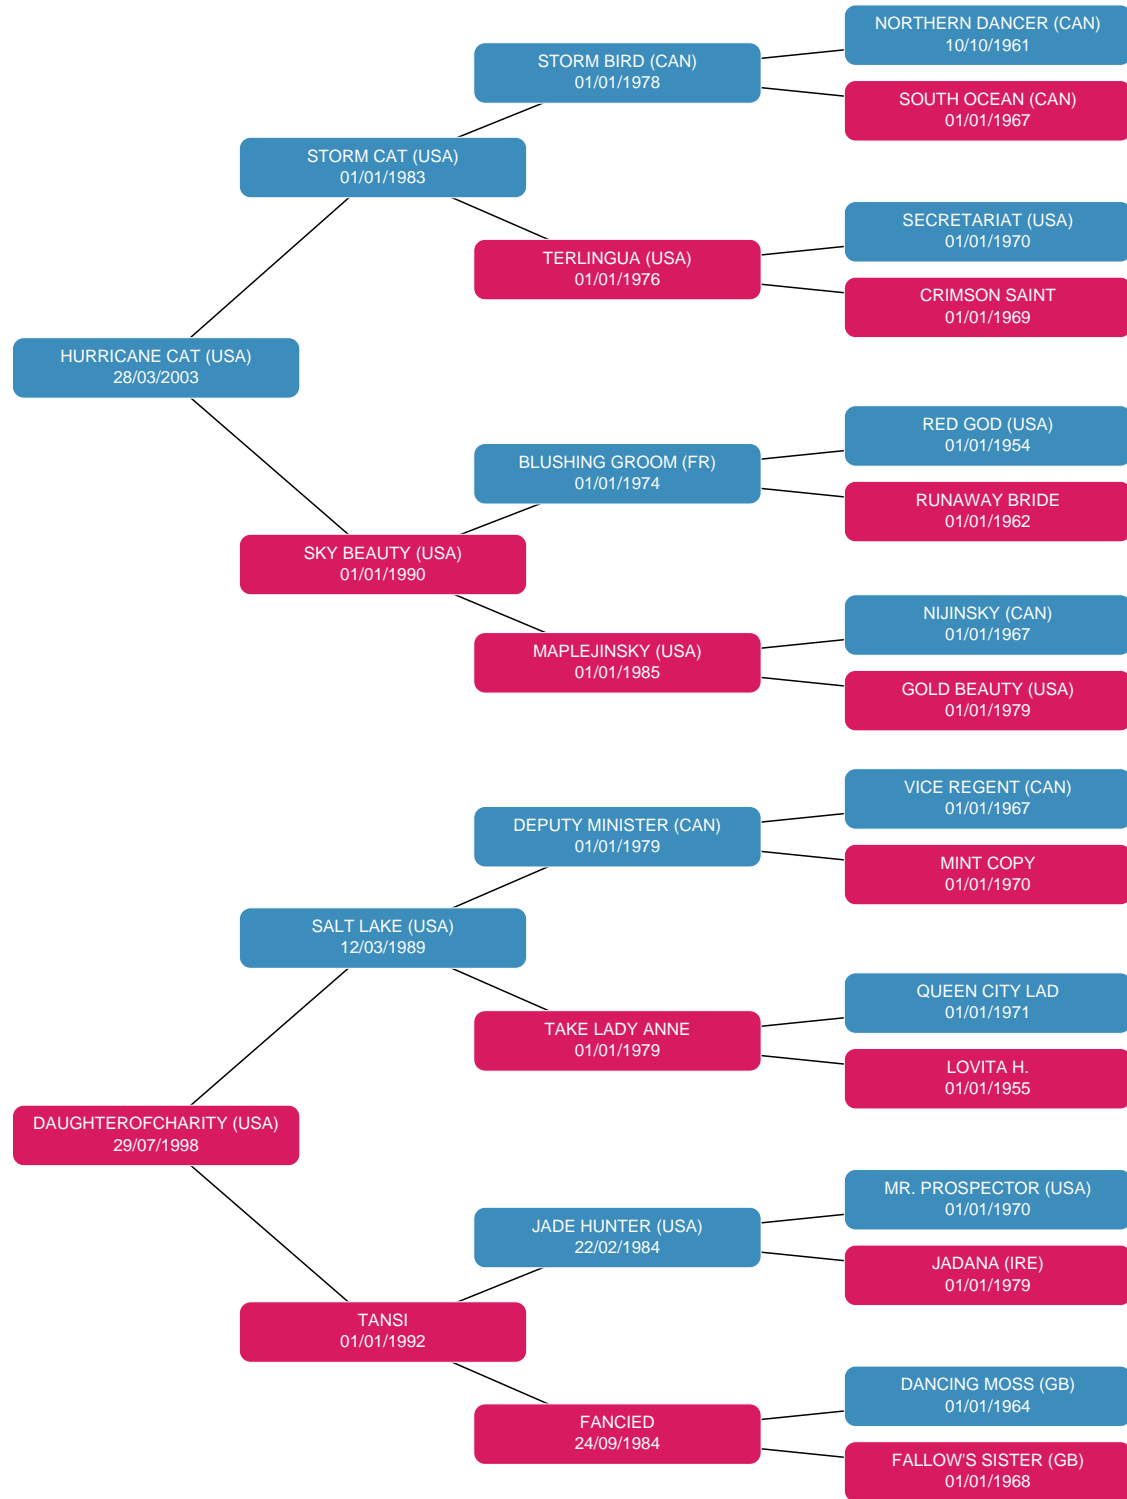 NORTHERN DANCER (CAN)
10/10/1961
STORM BIRD (CAN)
01/01/1978
SOUTH OCEAN (CAN)
01/01/1967
STORM CAT (USA)
01/01/1983
SECRETARIAT (USA)
01/01/1970
TERLINGUA (USA)
01/01/1976
CRIMSON SAINT
01/01/1969
HURRICANE CAT (USA)
28/03/2003
RED GOD (USA)
01/01/1954
BLUSHING GROOM (FR)
01/01/1974
RUNAWAY BRIDE
01/01/1962
SKY BEAUTY (USA)
01/01/1990
NIJINSKY (CAN)
01/01/1967
MAPLEJINSKY (USA)
01/01/1985
GOLD BEAUTY (USA)
01/01/1979
VICE REGENT (CAN)
01/01/1967
DEPUTY MINISTER (CAN)
01/01/1979
MINT COPY
01/01/1970
SALT LAKE (USA)
12/03/1989
QUEEN CITY LAD
01/01/1971
TAKE LADY ANNE
01/01/1979
LOVITA H.
01/01/1955
DAUGHTEROFCHARITY (USA)
29/07/1998
MR. PROSPECTOR (USA)
01/01/1970
JADE HUNTER (USA)
22/02/1984
JADANA (IRE)
01/01/1979
TANSI
01/01/1992
DANCING MOSS (GB)
01/01/1964
FANCIED
24/09/1984
FALLOW'S SISTER (GB)
01/01/1968